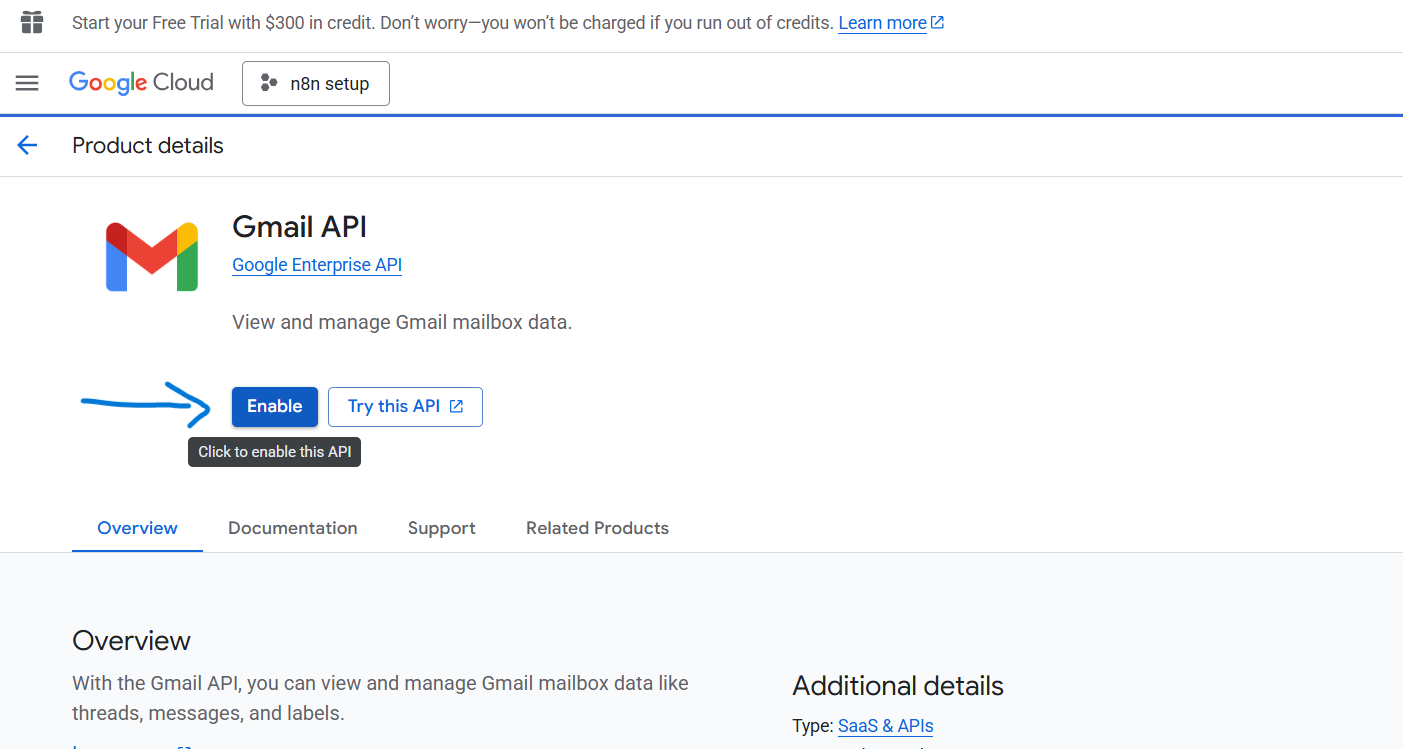 Start your Free Trial with $300 in credit. Don’t worry—you won’t be charged if you run out of credits. Learn more
Google Cloud n8n setup
Product details
Gmail API
Google Enterprise API
View and manage Gmail mailbox data.
Enable Try this API
Click to enable this API
Overview Documentation Support Related Products
Overview
With the Gmail API, you can view and manage Gmail mailbox data like
threads, messages, and labels.
Additional details
Type: SaaS & APIs